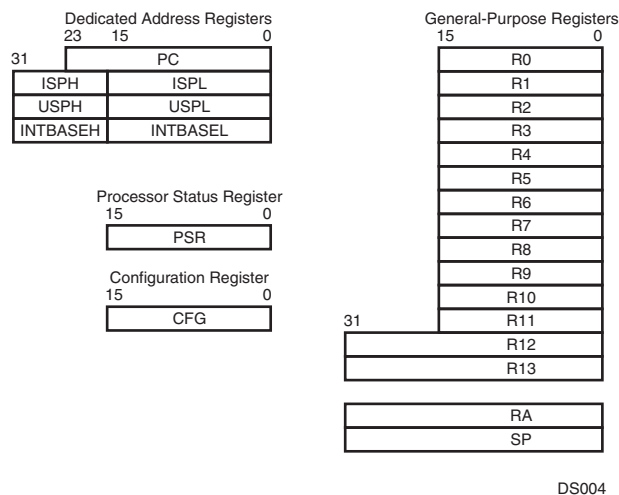 Dedicated Address Registers
23 15 0
31 PC
ISPH ISPL
USPH USPL
INTBASEH INTBASEL
Processor Status Register
15 0
PSR
Configuration Register
15 0
CFG
General-Purpose Registers
15 0
R0
R1
R2
R3
R4
R5
R6
R7
R8
R9
R10
31 R11
R12
R13
RA
SP
DS004